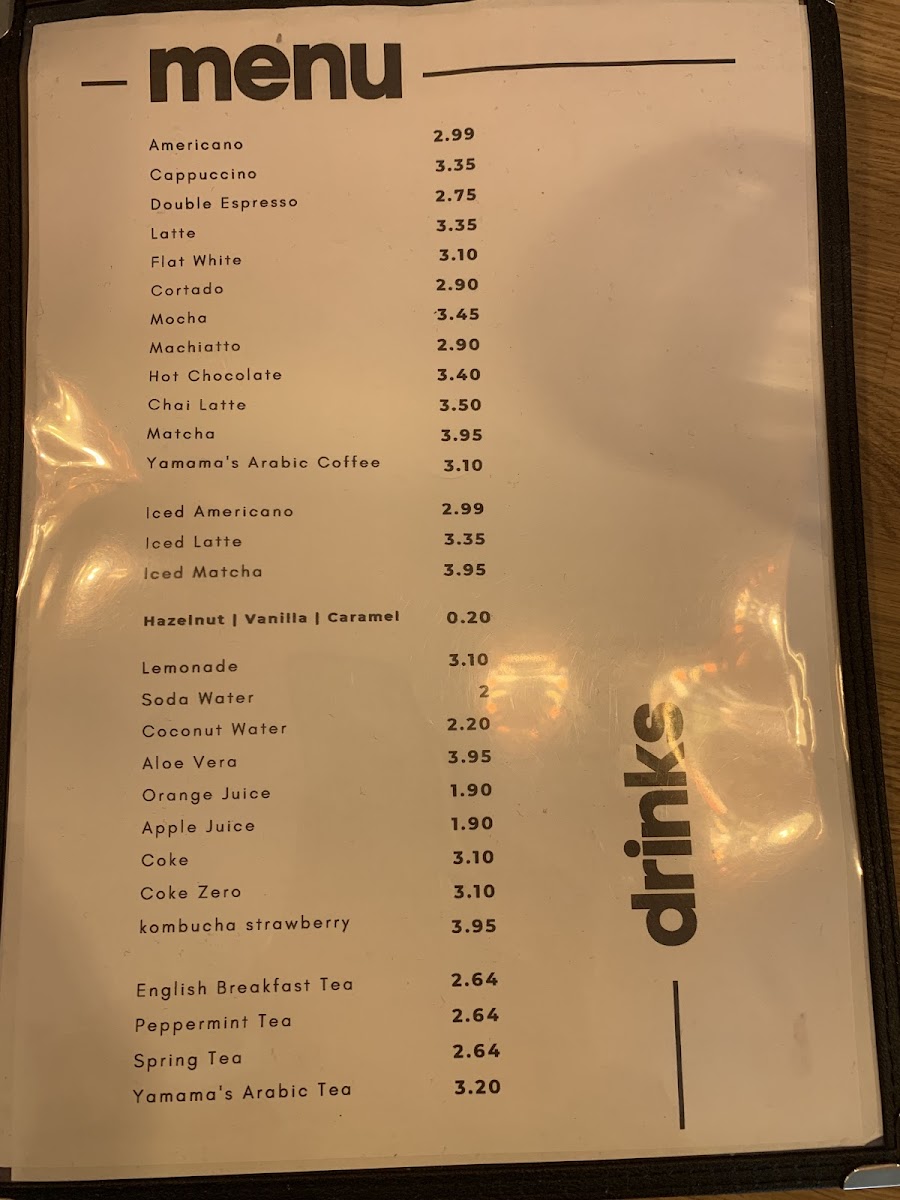 menu
Americano 2.99
Cappuccino 3.35
Double Espresso 2.75
Latte 3.35
Flat White 3.10
Cortado 2.90
Mocha 3.45
Machiatto 2.90
Hot Chocolate 3.40
Chai Latte 3.50
Matcha 3.95
Yamama's Arabic Coffee 3.10
Iced Americano 2.99
Iced Latte 3.35
Iced Matcha 3.95
Hazelnut | Vanilla | Caramel 0.20
Lemonade 3.10
Soda Water 2
Coconut Water 2.20
Aloe Vera 3.95
Orange Juice 1.90
Apple Juice 1.90
Coke 3.10
Coke Zero 3.10
kombucha strawberry 3.95
English Breakfast Tea 2.64
Peppermint Tea 2.64
Spring Tea 2.64
Yamama's Arabic Tea 3.20
drinks